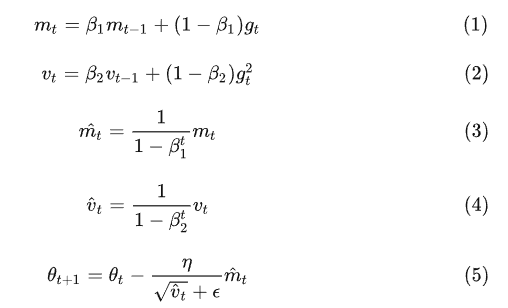 m_t = β_1 m_{t−1} + (1 − β_1)g_t (1)
v_t = β_2 v_{t−1} + (1 − β_2)g_t^2 (2)
\hat{m}_t = \frac{1}{1 − β_1^t} m_t (3)
\hat{v}_t = \frac{1}{1 − β_2^t} v_t (4)
θ_{t+1} = θ_t − \frac{η}{\sqrt{\hat{v}_t} + ϵ} \hat{m}_t (5)